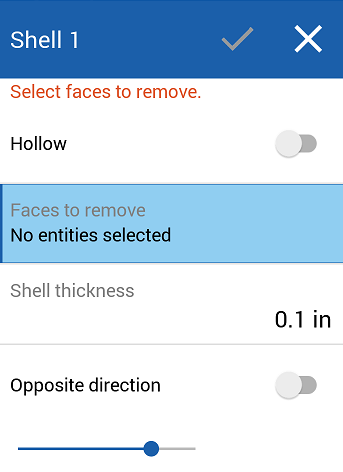 Shell 1
Select faces to remove.
Hollow
Faces to remove
No entities selected
Shell thickness
0.1 in
Opposite direction